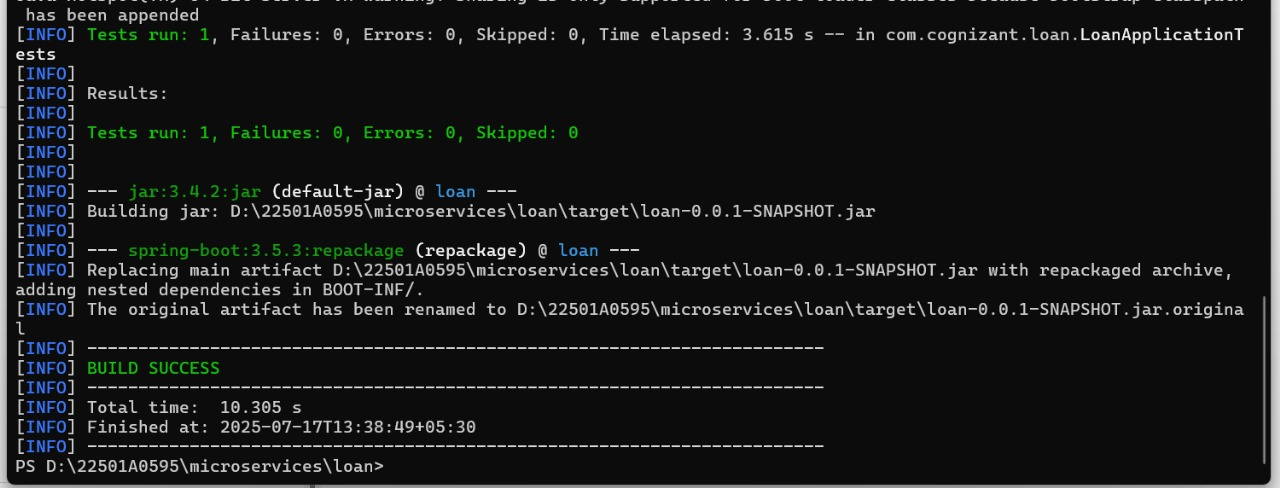 has been appended
[INFO] Tests run: 1, Failures: 0, Errors: 0, Skipped: 0, Time elapsed: 3.615 s -- in com.cognizant.loan.LoanApplicationT
ests
[INFO]
[INFO] Results:
[INFO]
[INFO] Tests run: 1, Failures: 0, Errors: 0, Skipped: 0
[INFO]
[INFO]
[INFO] --- jar:3.4.2:jar (default-jar) @ loan ---
[INFO] Building jar: D:\22501A0595\microservices\loan\target\loan-0.0.1-SNAPSHOT.jar
[INFO]
[INFO] --- spring-boot:3.5.3:repackage (repackage) @ loan ---
[INFO] Replacing main artifact D:\22501A0595\microservices\loan\target\loan-0.0.1-SNAPSHOT.jar with repackaged archive,
adding nested dependencies in BOOT-INF/.
[INFO] The original artifact has been renamed to D:\22501A0595\microservices\loan\target\loan-0.0.1-SNAPSHOT.jar.origina
l
[INFO] ------------------------------------------------------------------------
[INFO] BUILD SUCCESS
[INFO] ------------------------------------------------------------------------
[INFO] Total time:  10.305 s
[INFO] Finished at: 2025-07-17T13:38:49+05:30
[INFO] ------------------------------------------------------------------------
PS D:\22501A0595\microservices\loan>